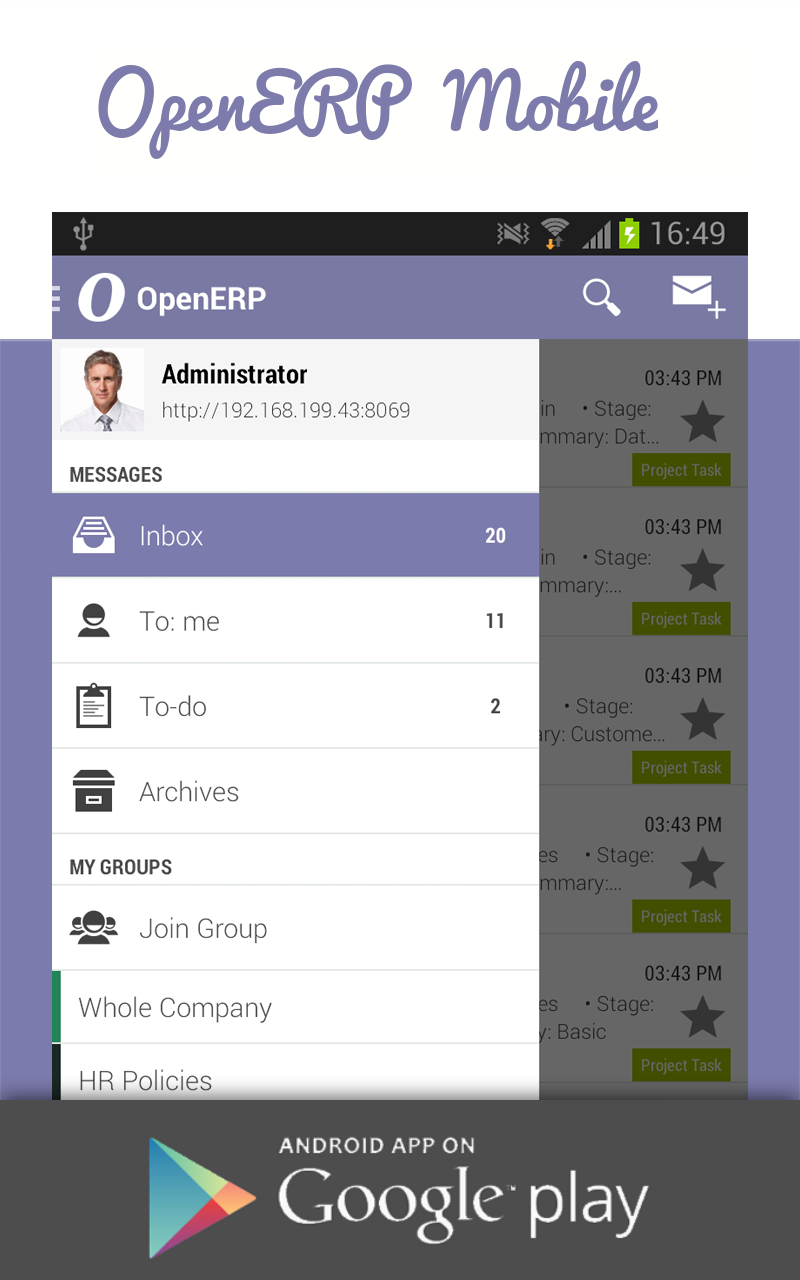 OpenERP Mobile
16:49
OpenERP
Administrator
http://192.168.199.43:8069
MESSAGES
Inbox 20
To: me 11
To-do 2
Archives
MY GROUPS
Join Group
Whole Company
HR Policies
03:43 PM
in • Stage:
mmary: Dat...
Project Task
03:43 PM
in • Stage:
mmary:...
Project Task
03:43 PM
• Stage:
ary: Custome...
Project Task
03:43 PM
es • Stage:
mmary:...
Project Task
03:43 PM
es • Stage:
y: Basic
Project Task
ANDROID APP ON
Google™ play